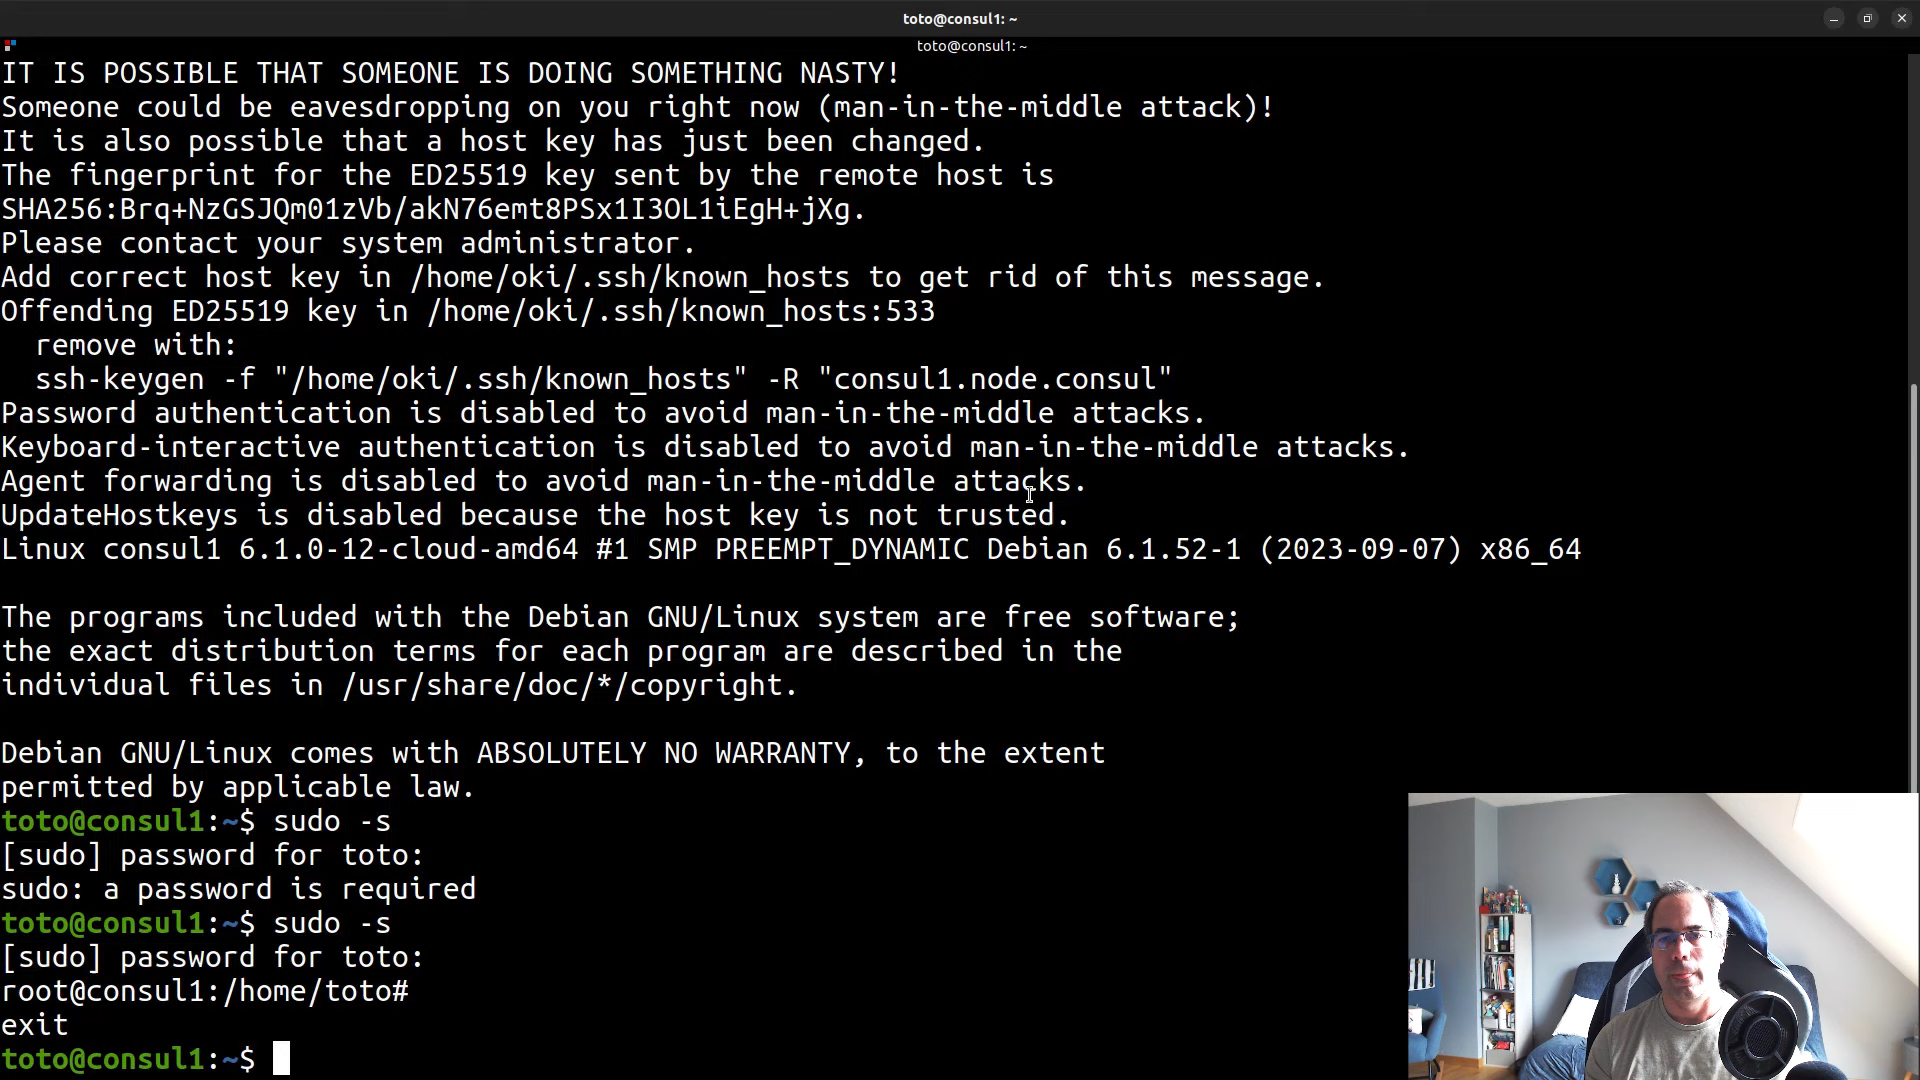 toto@consul1: ~
toto@consul1: ~
IT IS POSSIBLE THAT SOMEONE IS DOING SOMETHING NASTY!
Someone could be eavesdropping on you right now (man-in-the-middle attack)!
It is also possible that a host key has just been changed.
The fingerprint for the ED25519 key sent by the remote host is
SHA256:Brq+NzGSJQm01zVb/akN76emt8PSx1I3OL1iEgH+jXg.
Please contact your system administrator.
Add correct host key in /home/oki/.ssh/known_hosts to get rid of this message.
Offending ED25519 key in /home/oki/.ssh/known_hosts:533
  remove with:
  ssh-keygen -f "/home/oki/.ssh/known_hosts" -R "consul1.node.consul"
Password authentication is disabled to avoid man-in-the-middle attacks.
Keyboard-interactive authentication is disabled to avoid man-in-the-middle attacks.
Agent forwarding is disabled to avoid man-in-the-middle attacks.
UpdateHostkeys is disabled because the host key is not trusted.
Linux consul1 6.1.0-12-cloud-amd64 #1 SMP PREEMPT_DYNAMIC Debian 6.1.52-1 (2023-09-07) x86_64
The programs included with the Debian GNU/Linux system are free software;
the exact distribution terms for each program are described in the
individual files in /usr/share/doc/*/copyright.
Debian GNU/Linux comes with ABSOLUTELY NO WARRANTY, to the extent
permitted by applicable law.
toto@consul1:~$ sudo -s
[sudo] password for toto:
sudo: a password is required
toto@consul1:~$ sudo -s
[sudo] password for toto:
root@consul1:/home/toto#
exit
toto@consul1:~$